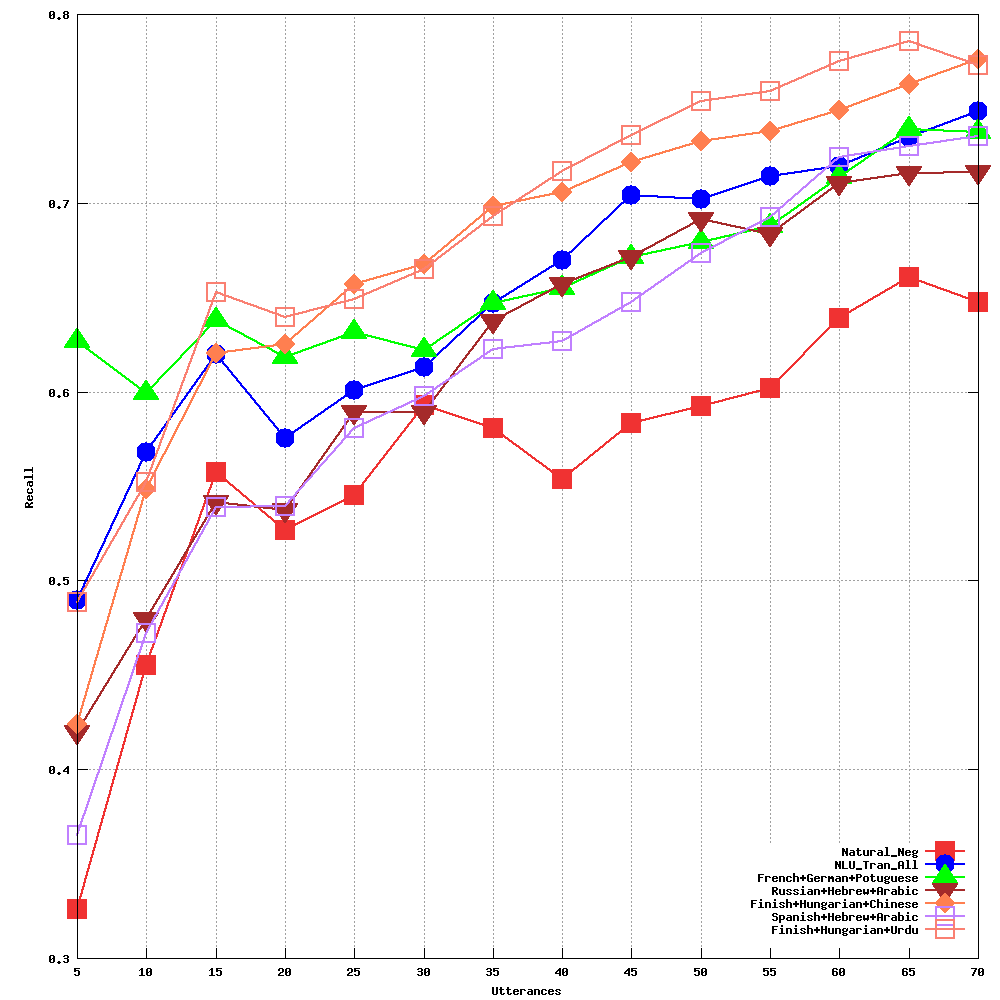 0.8
0.7
0.6
0.5
0.4
0.3
Recall
5 10 15 20 25 30 35 40 45 50 55 60 65 70
Utterances
Natural_Neg
NLU_Tran_All
French+German+Potuguese
Russian+Hebrew+Arabic
Finish+Hungarian+Chinese
Spanish+Hebrew+Arabic
Finish+Hungarian+Urdu